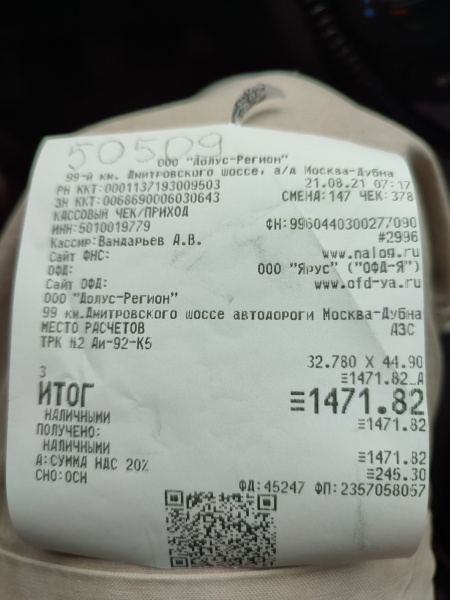 50509
ООО "Долус-Регион"
99-й км. Дмитровского шоссе, а/д Москва-Дубна
РН ККТ:0001137193009503 21.08.21 07:17
ЗН ККТ:0068690006030643 СМЕНА:147 ЧЕК:378
КАССОВЫЙ ЧЕК/ПРИХОД
ИНН:5010019779 ФН:9960440300277090
Кассир:Вандарьев А.В. #2996
Сайт ФНС: www.nalog.ru
ОФД: ООО "Ярус" ("ОФД-Я")
Сайт ОФД: www.ofd-ya.ru
ООО "Долус-Регион"
99 км.Дмитровского шоссе автодороги Москва-Дубна
МЕСТО РАСЧЕТОВ АЗС
ТРК №2 Аи-92-К5
32.780 X 44.90
3 ≡1471.82_А
ИТОГ ≡1471.82
НАЛИЧНЫМИ ≡1471.82
ПОЛУЧЕНО:
НАЛИЧНЫМИ ≡1471.82
А:СУММА НДС 20% ≡245.30
СНО:ОСН ФД:45247 ФП:2357058057